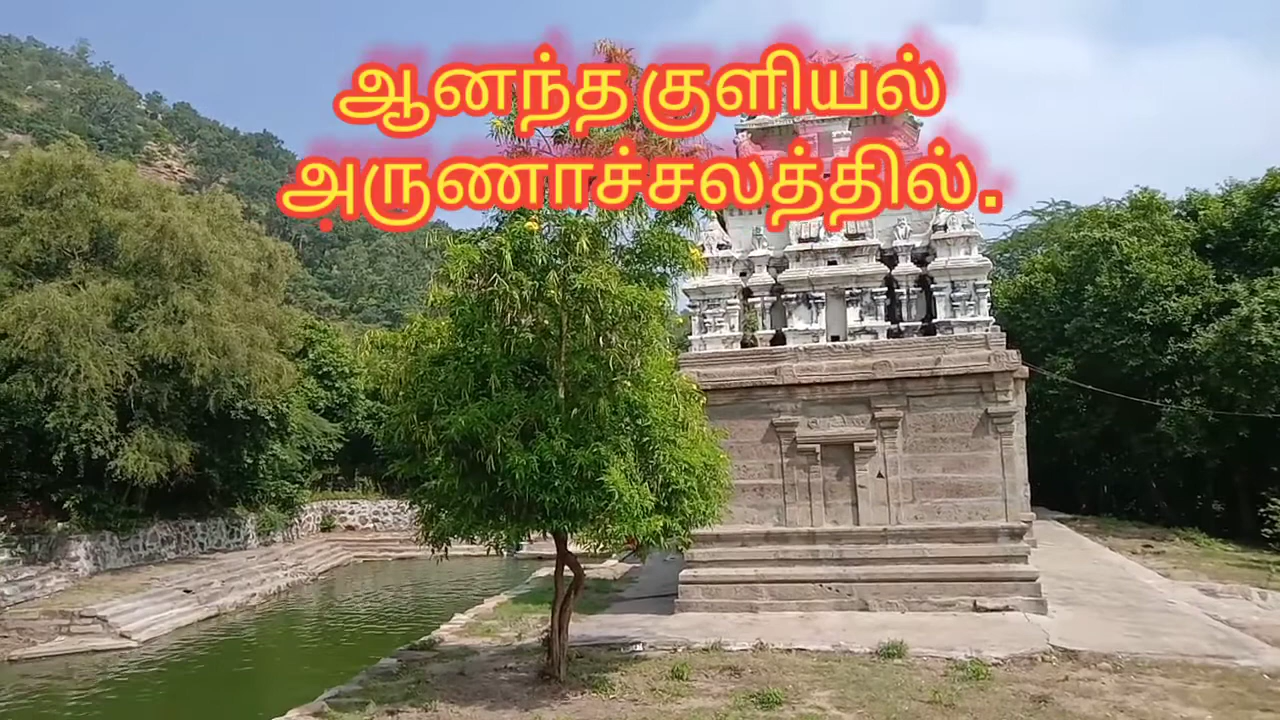 ஆனந்த குளியல்
அருணாச்சலத்தில்.